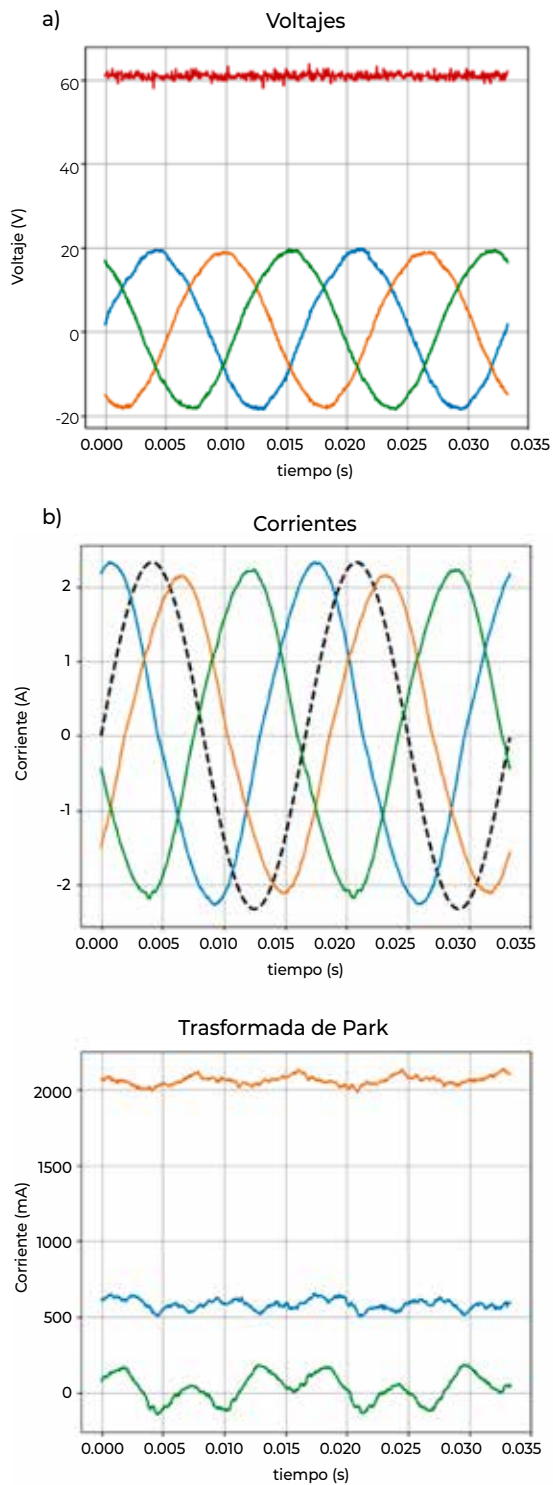 a)
Voltajes
60
40
20
0
-20
Voltaje (V)
0.000 0.005 0.010 0.015 0.020 0.025 0.030 0.035
tiempo (s)
b)
Corrientes
2
1
0
-1
-2
Corriente (A)
0.000 0.005 0.010 0.015 0.020 0.025 0.030 0.035
tiempo (s)
Trasformada de Park
2000
1500
1000
500
0
Corriente (mA)
0.000 0.005 0.010 0.015 0.020 0.025 0.030 0.035
tiempo (s)